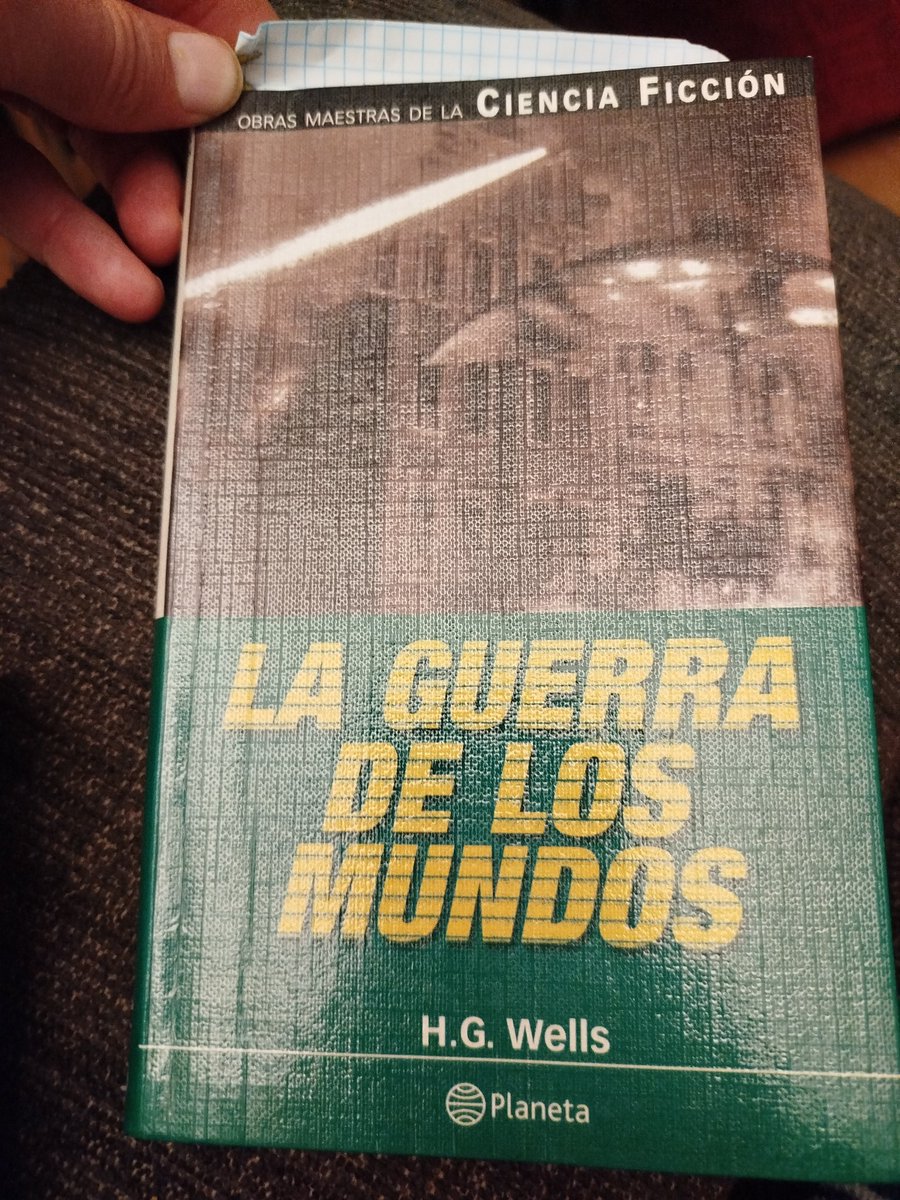 OBRAS MAESTRAS DE LA CIENCIA FICCIÓN
LA GUERRA
DE LOS
MUNDOS
H.G. Wells
Planeta